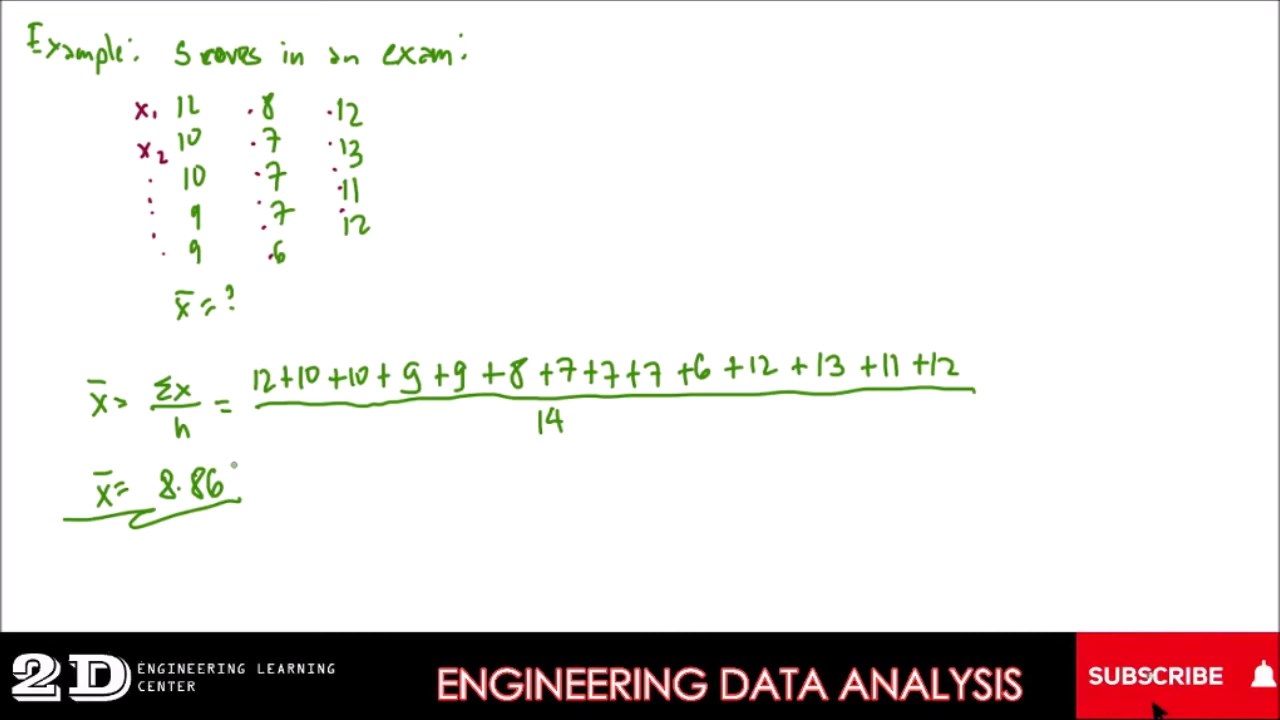 Example: Scores in an exam:
x₁ 12 . 8 . 12
x₂ 10 . 7 . 13
10 . 7 . 11
9 . 7 . 12
9 . 6
x̄ = ?
x̄ = Σx / n = 12+10+10+9+9+8+7+7+7+6+12+13+11+12 / 14
x̄ = 8.86
2D ENGINEERING LEARNING CENTER
ENGINEERING DATA ANALYSIS
SUBSCRIBE